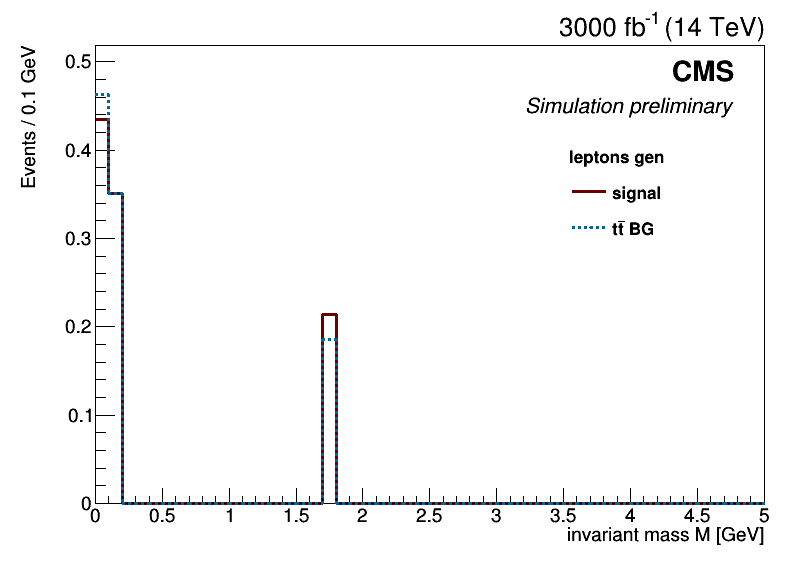 3000 fb⁻¹ (14 TeV)
Events / 0.1 GeV
CMS
Simulation preliminary
leptons gen
signal
tt̄ BG
0.5
0.4
0.3
0.2
0.1
0
0 0.5 1 1.5 2 2.5 3 3.5 4 4.5 5
invariant mass M [GeV]